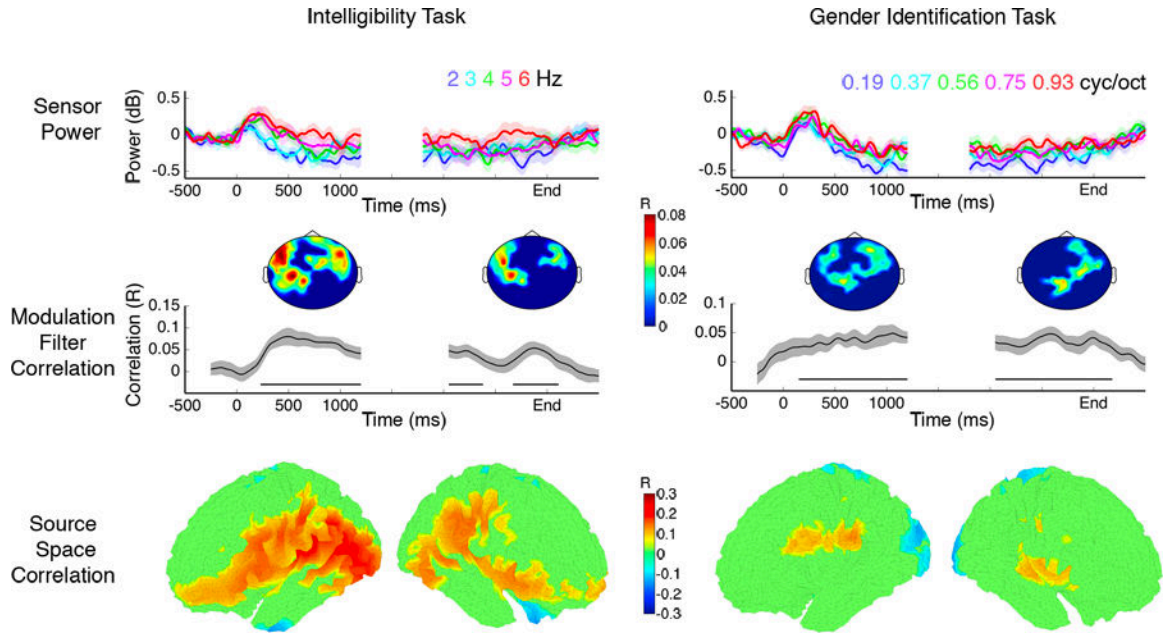 Intelligibility Task
Gender Identification Task
2 3 4 5 6 Hz
0.19 0.37 0.56 0.75 0.93 cyc/oct
Sensor
Power
Power (dB)
0.5
0
-0.5
-500 0 500 1000 End
Time (ms)
0.5
0
-0.5
-500 0 500 1000 End
Time (ms)
R
0.08
0.06
0.04
0.02
0
Modulation
Filter
Correlation
Correlation (R)
0.15
0.1
0.05
0
-500 0 500 1000 End
Time (ms)
0.1
0.05
0
-500 0 500 1000 End
Time (ms)
Source
Space
Correlation
R
0.3
0.2
0.1
0
-0.1
-0.2
-0.3